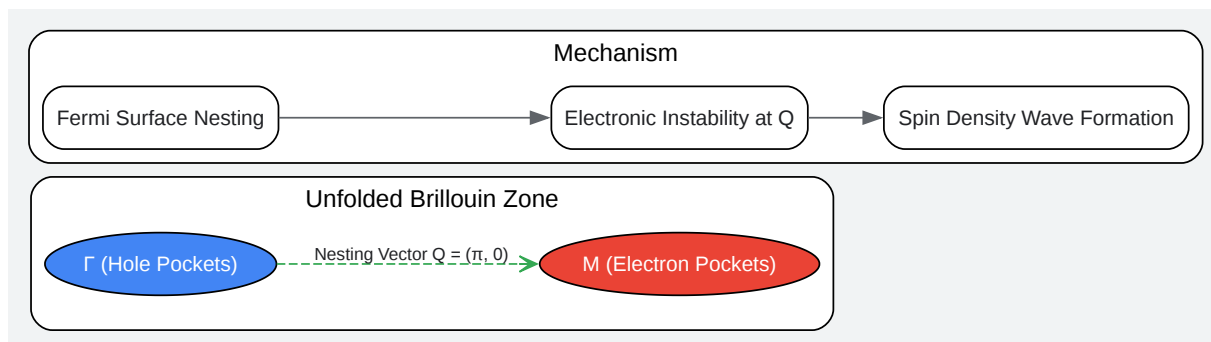 Mechanism
Fermi Surface Nesting
Electronic Instability at Q
Spin Density Wave Formation
Unfolded Brillouin Zone
Γ (Hole Pockets)
Nesting Vector Q = (π, 0)
M (Electron Pockets)